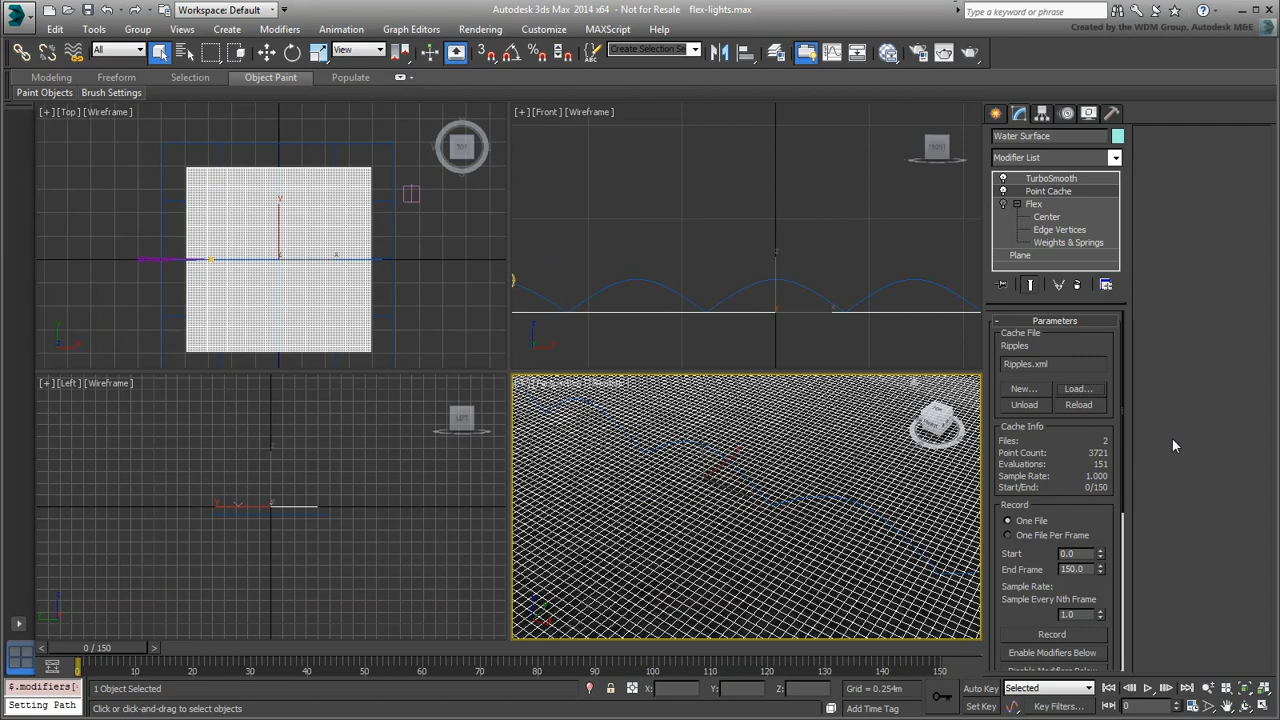 Workspace: Default
Autodesk 3ds Max 2014 x64 - Not for Resale flex-lights.max
Type a keyword or phrase
Edit Tools Group Views Create Modifiers Animation Graph Editors Rendering Customize MAXScript Help
Created by the WDM Group, Autodesk M&E
All View Create Selection Se
Modeling Freeform Selection Object Paint Populate
Paint Objects Brush Settings
[+] [Top] [Wireframe]
TOP
[+] [Front] [Wireframe]
FRONT
Water Surface
Modifier List
TurboSmooth
Point Cache
Flex
Center
Edge Vertices
Weights & Springs
Plane
Parameters
Cache File
Ripples
Ripples.xml
New... Load...
Unload Reload
Cache Info
Files: 2
Point Count: 3721
Evaluations: 151
Sample Rate: 1.000
Start/End: 0/150
Record
One File
One File Per Frame
Start 0.0
End Frame 150.0
Sample Rate:
Sample Every Nth Frame
1.0
Record
Enable Modifiers Below
Disable Modifiers Below
[+] [Left] [Wireframe]
LEFT
0 / 150
0 10 20 30 40 50 60 70 80 90 100 110 120 130 140 150
$.modifiers[
Setting Path
1 Object Selected
Click or click-and-drag to select objects
X: Y: Z:
Grid = 0.254m
Add Time Tag
Auto Key Selected
Set Key Key Filters...
0